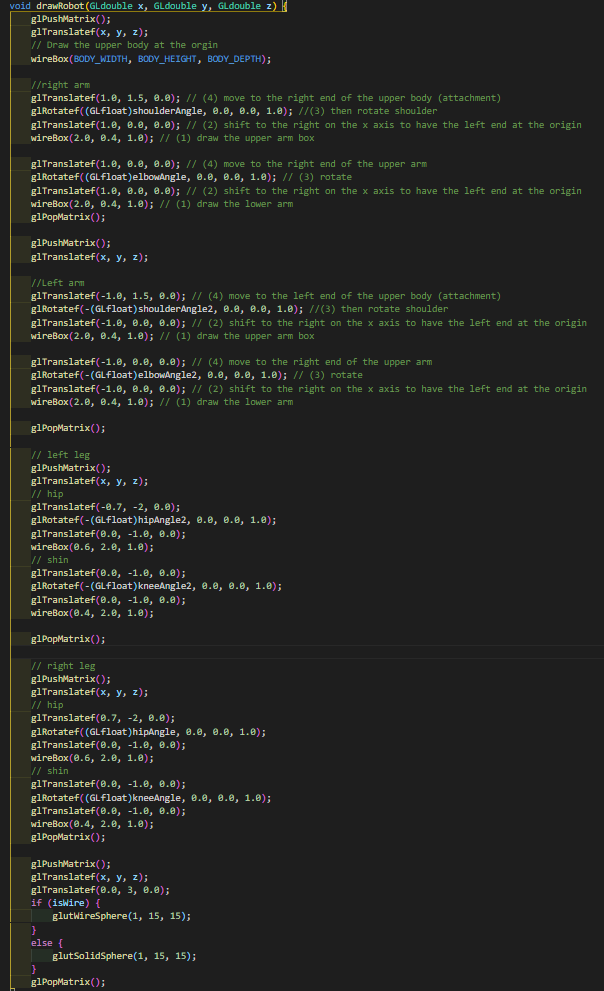 void drawRobot(GLdouble x, GLdouble y, GLdouble z) {
glPushMatrix();
glTranslatef(x, y, z);
// Draw the upper body at the orgin
wireBox(BODY_WIDTH, BODY_HEIGHT, BODY_DEPTH);
//right arm
glTranslatef(1.0, 1.5, 0.0); // (4) move to the right end of the upper body (attachment)
glRotatef((GLfloat)shoulderAngle, 0.0, 0.0, 1.0); //(3) then rotate shoulder
glTranslatef(1.0, 0.0, 0.0); // (2) shift to the right on the x axis to have the left end at the origin
wireBox(2.0, 0.4, 1.0); // (1) draw the upper arm box
glTranslatef(1.0, 0.0, 0.0); // (4) move to the right end of the upper arm
glRotatef((GLfloat)elbowAngle, 0.0, 0.0, 1.0); // (3) rotate
glTranslatef(1.0, 0.0, 0.0); // (2) shift to the right on the x axis to have the left end at the origin
wireBox(2.0, 0.4, 1.0); // (1) draw the lower arm
glPopMatrix();
glPushMatrix();
glTranslatef(x, y, z);
//Left arm
glTranslatef(-1.0, 1.5, 0.0); // (4) move to the left end of the upper body (attachment)
glRotatef(-(GLfloat)shoulderAngle2, 0.0, 0.0, 1.0); //(3) then rotate shoulder
glTranslatef(-1.0, 0.0, 0.0); // (2) shift to the right on the x axis to have the left end at the origin
wireBox(2.0, 0.4, 1.0); // (1) draw the upper arm box
glTranslatef(-1.0, 0.0, 0.0); // (4) move to the right end of the upper arm
glRotatef(-(GLfloat)elbowAngle2, 0.0, 0.0, 1.0); // (3) rotate
glTranslatef(-1.0, 0.0, 0.0); // (2) shift to the right on the x axis to have the left end at the origin
wireBox(2.0, 0.4, 1.0); // (1) draw the lower arm
glPopMatrix();
// left leg
glPushMatrix();
glTranslatef(x, y, z);
// hip
glTranslatef(-0.7, -2, 0.0);
glRotatef(-(GLfloat)hipAngle2, 0.0, 0.0, 1.0);
glTranslatef(0.0, -1.0, 0.0);
wireBox(0.6, 2.0, 1.0);
// shin
glTranslatef(0.0, -1.0, 0.0);
glRotatef(-(GLfloat)kneeAngle2, 0.0, 0.0, 1.0);
glTranslatef(0.0, -1.0, 0.0);
wireBox(0.4, 2.0, 1.0);
glPopMatrix();
// right leg
glPushMatrix();
glTranslatef(x, y, z);
// hip
glTranslatef(0.7, -2, 0.0);
glRotatef((GLfloat)hipAngle, 0.0, 0.0, 1.0);
glTranslatef(0.0, -1.0, 0.0);
wireBox(0.6, 2.0, 1.0);
// shin
glTranslatef(0.0, -1.0, 0.0);
glRotatef((GLfloat)kneeAngle, 0.0, 0.0, 1.0);
glTranslatef(0.0, -1.0, 0.0);
wireBox(0.4, 2.0, 1.0);
glPopMatrix();
glPushMatrix();
glTranslatef(x, y, z);
glTranslatef(0.0, 3, 0.0);
if (isWire) {
glutWireSphere(1, 15, 15);
}
else {
glutSolidSphere(1, 15, 15);
}
glPopMatrix();